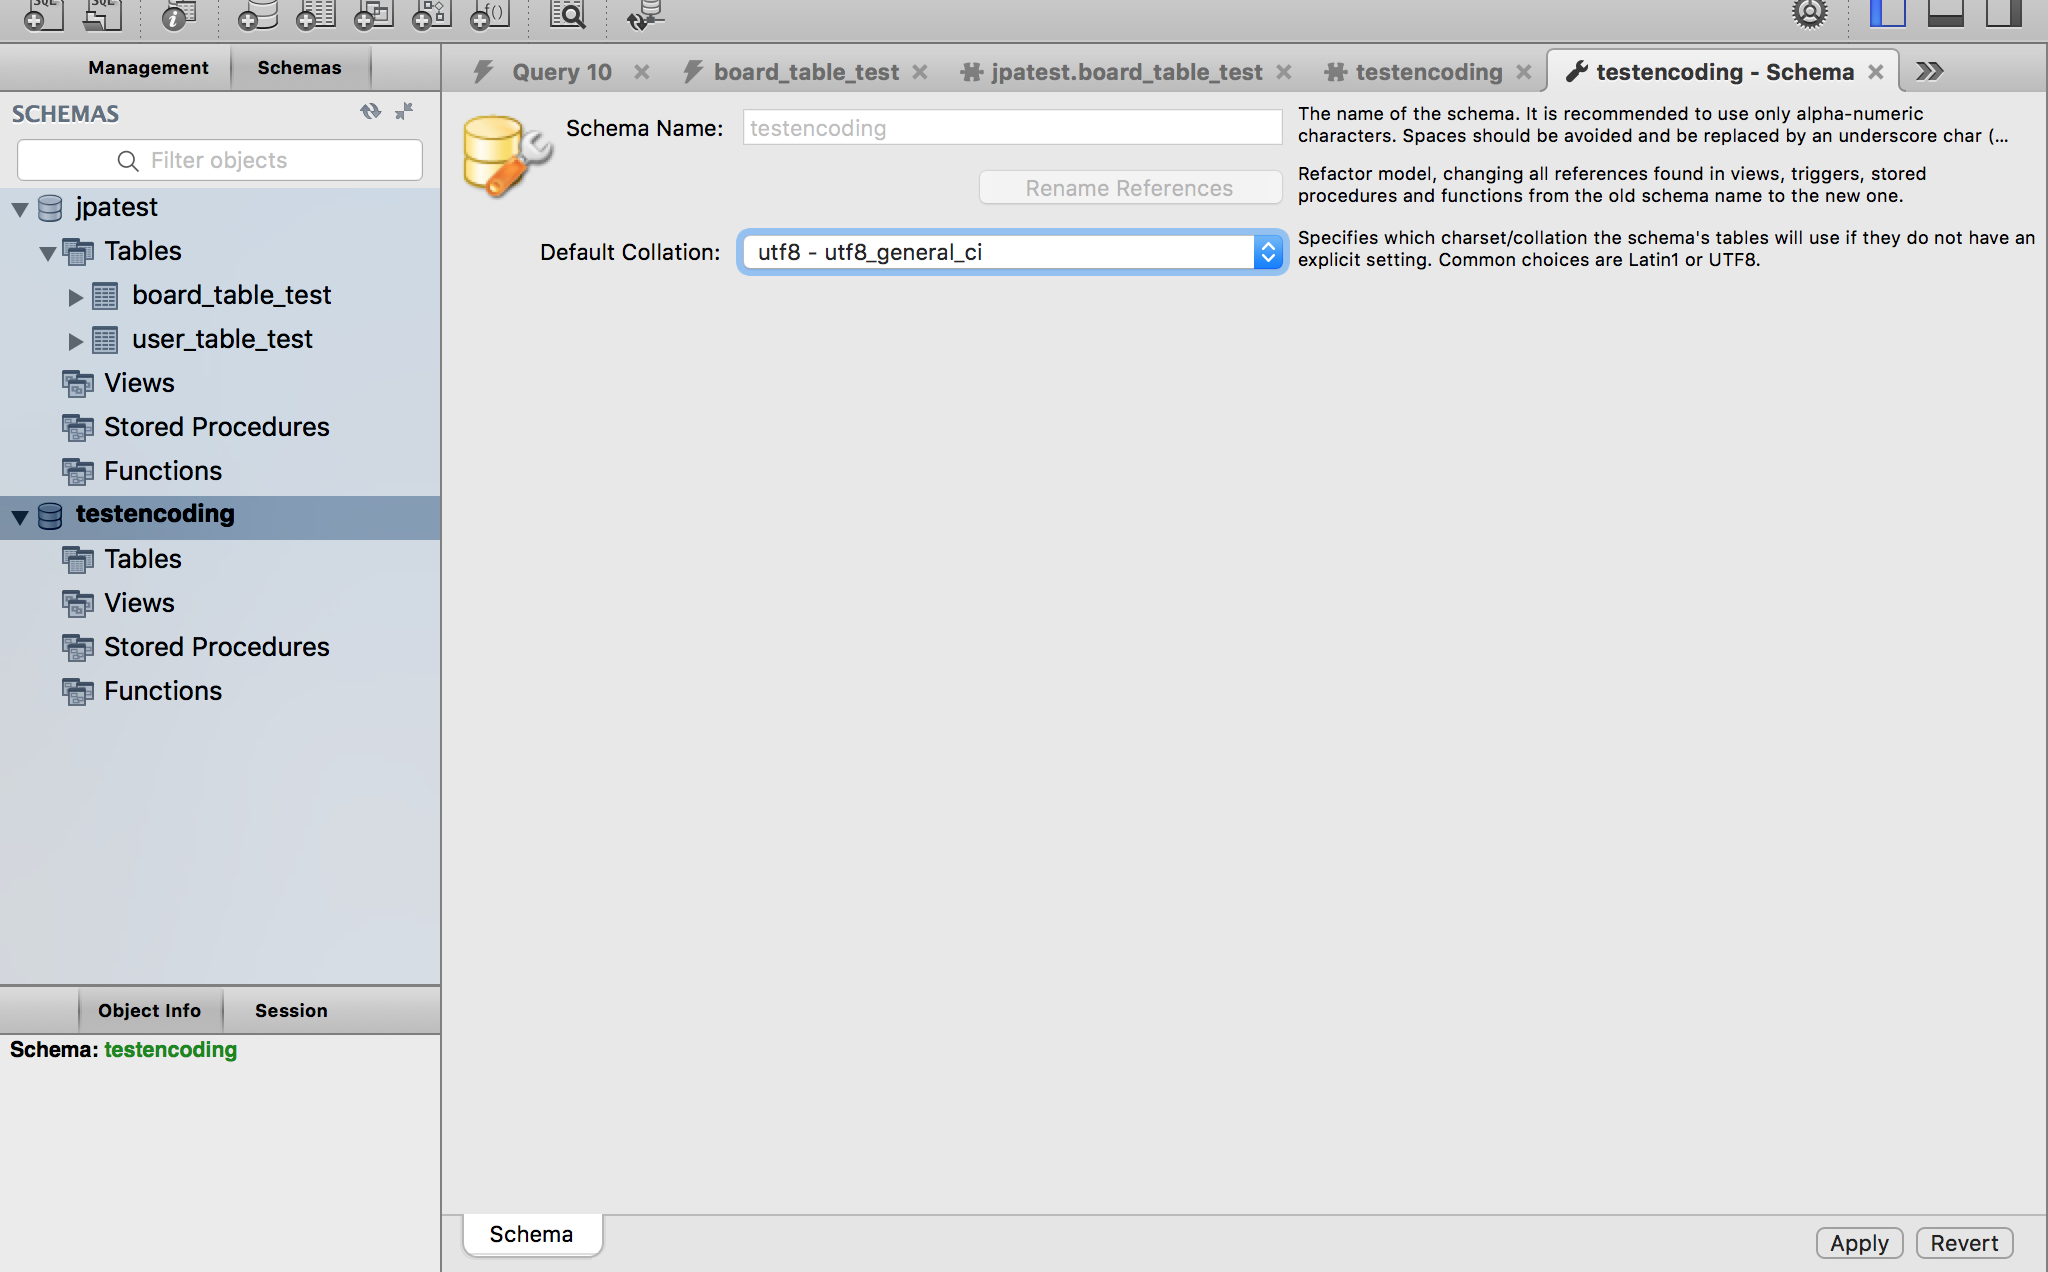 SQL SQL
Management Schemas
Query 10 board_table_test jpatest.board_table_test testencoding testencoding - Schema
SCHEMAS
Filter objects
jpatest
Tables
board_table_test
user_table_test
Views
Stored Procedures
Functions
testencoding
Tables
Views
Stored Procedures
Functions
Object Info Session
Schema: testencoding
Schema Name: testencoding
The name of the schema. It is recommended to use only alpha-numeric
characters. Spaces should be avoided and be replaced by an underscore char (...
Rename References
Refactor model, changing all references found in views, triggers, stored
procedures and functions from the old schema name to the new one.
Default Collation: utf8 - utf8_general_ci
Specifies which charset/collation the schema's tables will use if they do not have an
explicit setting. Common choices are Latin1 or UTF8.
Schema
Apply Revert